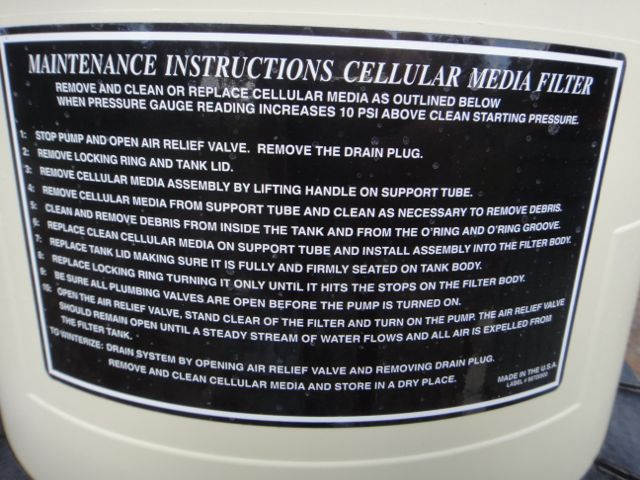 MAINTENANCE INSTRUCTIONS CELLULAR MEDIA FILTER
REMOVE AND CLEAN OR REPLACE CELLULAR MEDIA AS OUTLINED BELOW
WHEN PRESSURE GAUGE READING INCREASES 10 PSI ABOVE CLEAN STARTING PRESSURE.
1: STOP PUMP AND OPEN AIR RELIEF VALVE. REMOVE THE DRAIN PLUG.
2: REMOVE LOCKING RING AND TANK LID.
3: REMOVE CELLULAR MEDIA ASSEMBLY BY LIFTING HANDLE ON SUPPORT TUBE.
4: REMOVE CELLULAR MEDIA FROM SUPPORT TUBE AND CLEAN AS NECESSARY TO REMOVE DEBRIS.
5: CLEAN AND REMOVE DEBRIS FROM INSIDE THE TANK AND FROM THE O'RING AND O'RING GROOVE.
6: REPLACE CLEAN CELLULAR MEDIA ON SUPPORT TUBE AND INSTALL ASSEMBLY INTO THE FILTER BODY.
7: REPLACE TANK LID MAKING SURE IT IS FULLY AND FIRMLY SEATED ON TANK BODY.
8: REPLACE LOCKING RING TURNING IT ONLY UNTIL IT HITS THE STOPS ON THE FILTER BODY.
9: BE SURE ALL PLUMBING VALVES ARE OPEN BEFORE THE PUMP IS TURNED ON.
10: OPEN THE AIR RELIEF VALVE, STAND CLEAR OF THE FILTER AND TURN ON THE PUMP. THE AIR RELIEF VALVE
SHOULD REMAIN OPEN UNTIL A STEADY STREAM OF WATER FLOWS AND ALL AIR IS EXPELLED FROM
THE FILTER TANK.
TO WINTERIZE: DRAIN SYSTEM BY OPENING AIR RELIEF VALVE AND REMOVING DRAIN PLUG.
REMOVE AND CLEAN CELLULAR MEDIA AND STORE IN A DRY PLACE.
MADE IN THE U.S.A.
LABEL #